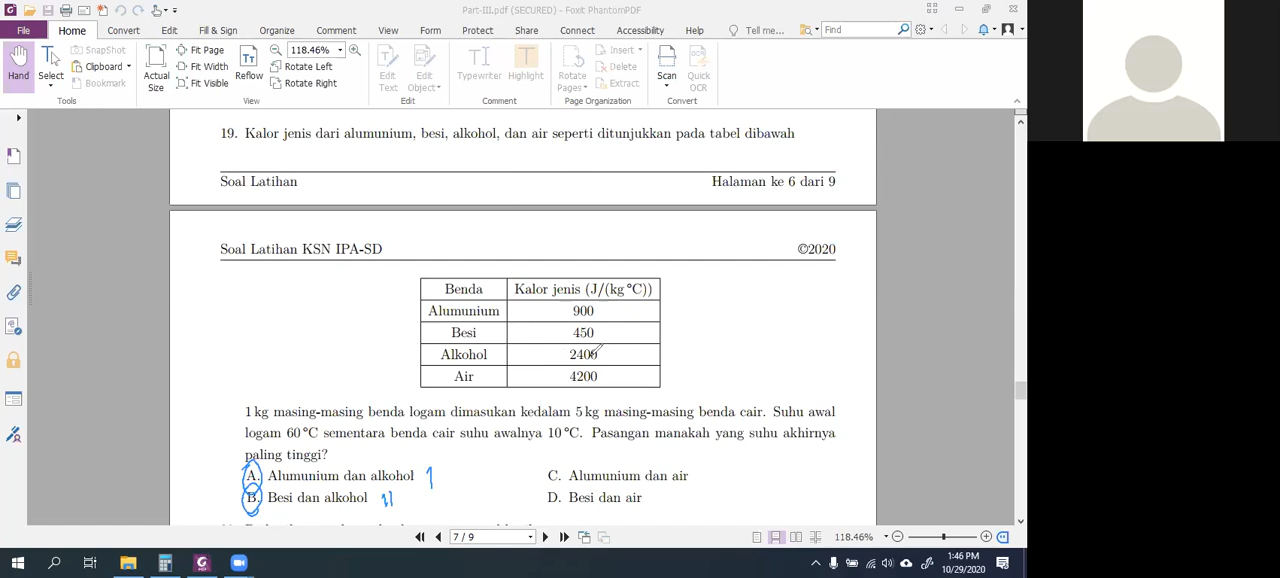 Part-III.pdf (SECURED) - Foxit PhantomPDF
File Home Convert Edit Fill & Sign Organize Comment View Form Protect Share Connect Accessibility Help Tell me... Find
Hand
Select
SnapShot
Clipboard
Bookmark
Tools
Actual Size
Fit Page
Fit Width
Fit Visible
Reflow
118.46%
Rotate Left
Rotate Right
View
Edit Text
Edit Object
Edit
Typewriter
Highlight
Comment
Rotate Pages
Insert
Delete
Extract
Page Organization
Scan
Quick OCR
Convert
19. Kalor jenis dari alumunium, besi, alkohol, dan air seperti ditunjukkan pada tabel dibawah
Soal Latihan Halaman ke 6 dari 9
Soal Latihan KSN IPA-SD ©2020
Benda Kalor jenis (J/(kg °C))
Alumunium 900
Besi 450
Alkohol 2400
Air 4200
1 kg masing-masing benda logam dimasukan kedalam 5 kg masing-masing benda cair. Suhu awal
logam 60 °C sementara benda cair suhu awalnya 10 °C. Pasangan manakah yang suhu akhirnya
paling tinggi?
A. Alumunium dan alkohol C. Alumunium dan air
B. Besi dan alkohol D. Besi dan air
7 / 9
118.46%
1:46 PM
10/29/2020